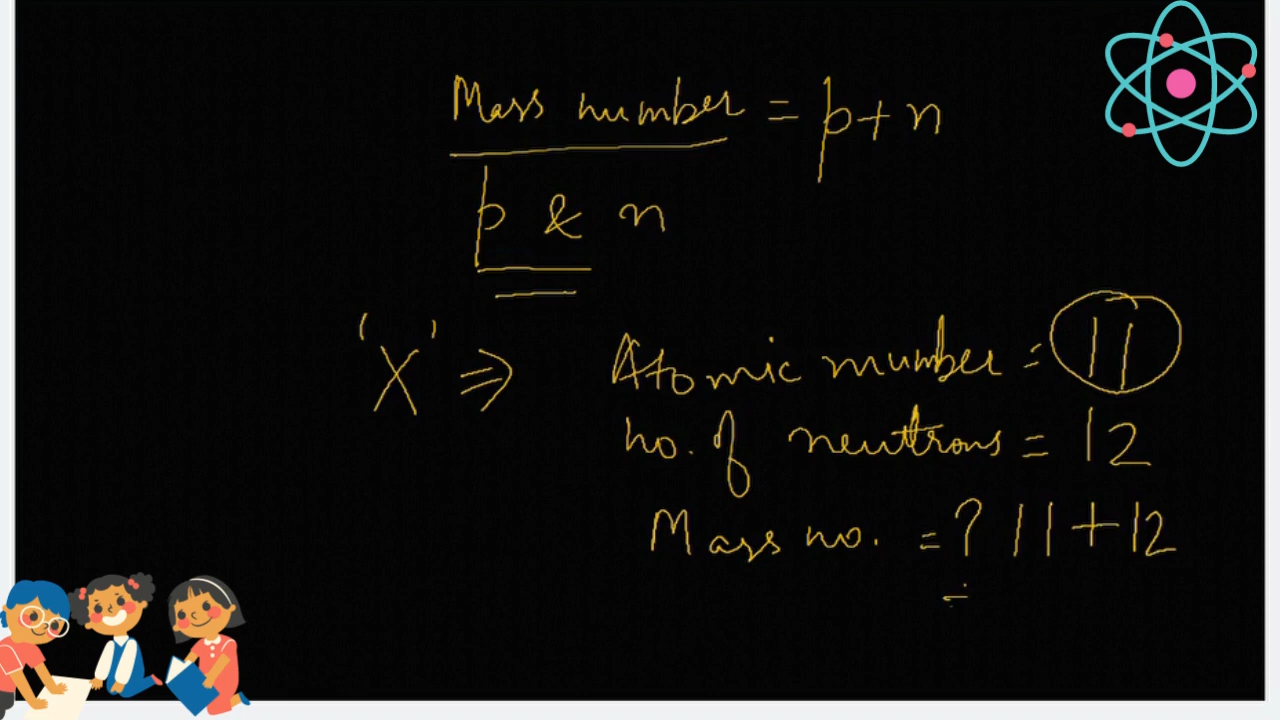 Mass number = p+n
p & n
'X' ⇒ Atomic number = 11
no. of neutrons = 12
Mass no. = ? 11+12
=